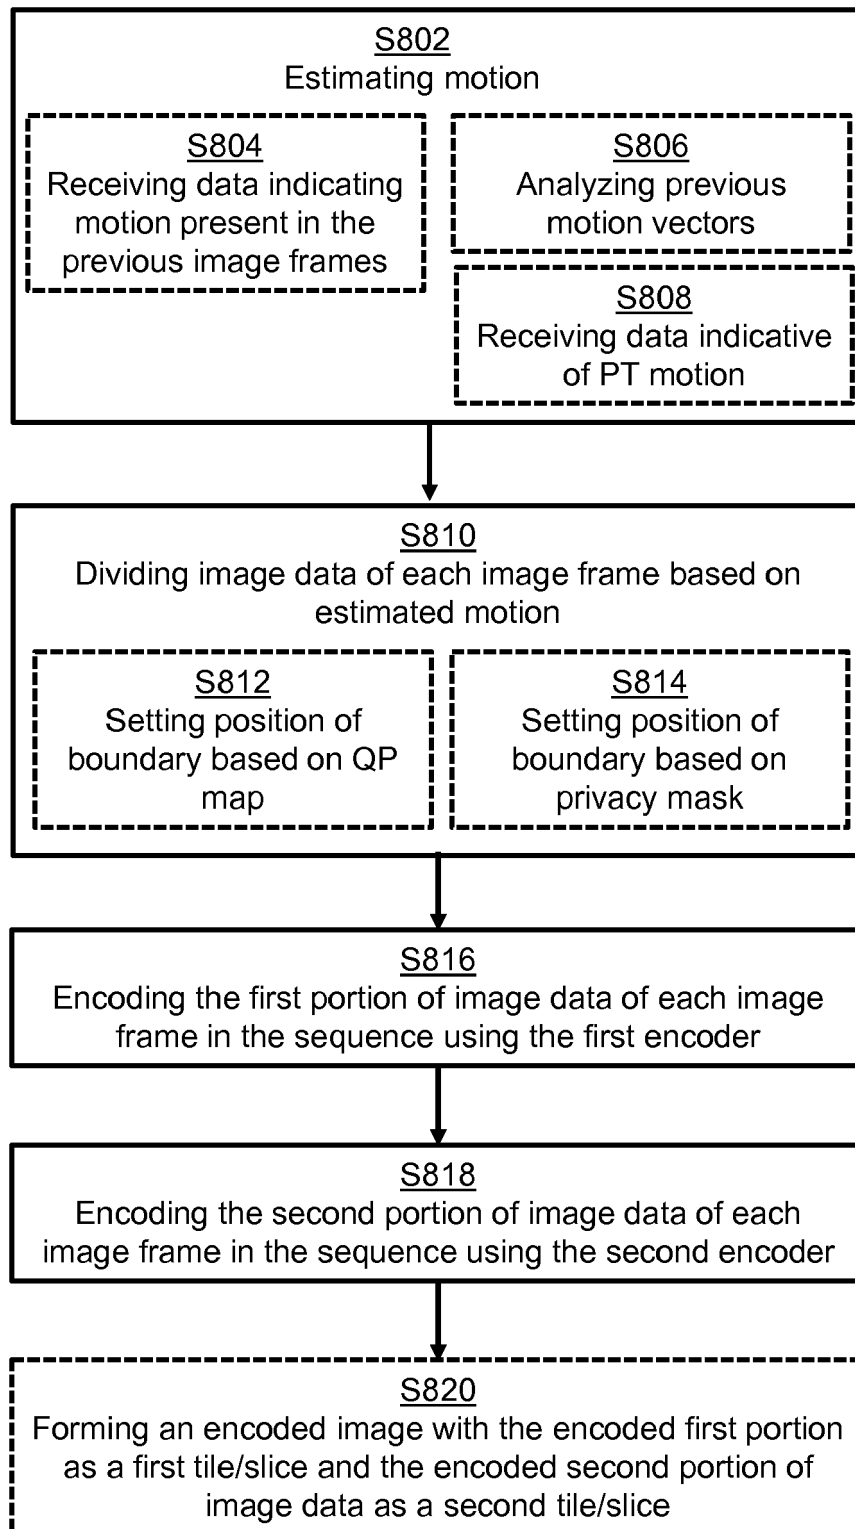 S802
Estimating motion
S804
Receiving data indicating
motion present in the
previous image frames
S806
Analyzing previous
motion vectors
S808
Receiving data indicative
of PT motion
S810
Dividing image data of each image frame based on
estimated motion
S812
Setting position of
boundary based on QP
map
S814
Setting position of
boundary based on
privacy mask
S816
Encoding the first portion of image data of each image
frame in the sequence using the first encoder
S818
Encoding the second portion of image data of each
image frame in the sequence using the second encoder
S820
Forming an encoded image with the encoded first portion
as a first tile/slice and the encoded second portion of
image data as a second tile/slice